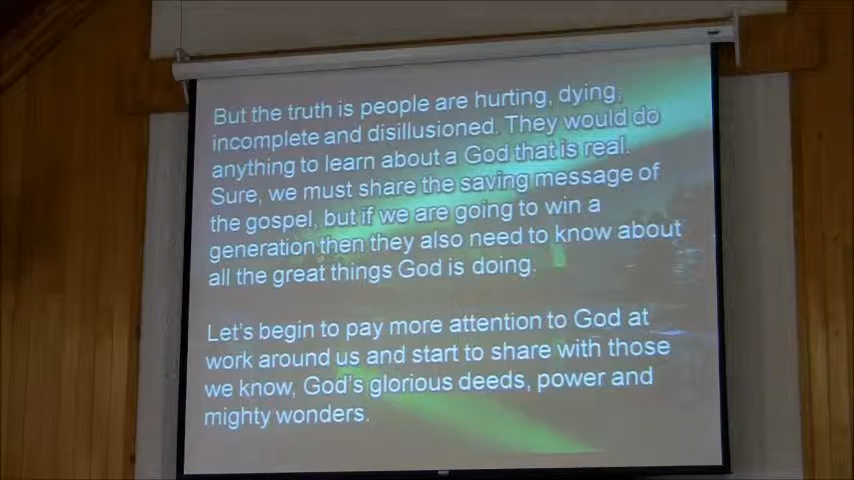 But the truth is people are hurting, dying,
incomplete and disillusioned. They would do
anything to learn about a God that is real.
Sure, we must share the saving message of
the gospel, but if we are going to win a
generation then they also need to know about
all the great things God is doing.
Let's begin to pay more attention to God at
work around us and start to share with those
we know, God's glorious deeds, power and
mighty wonders.